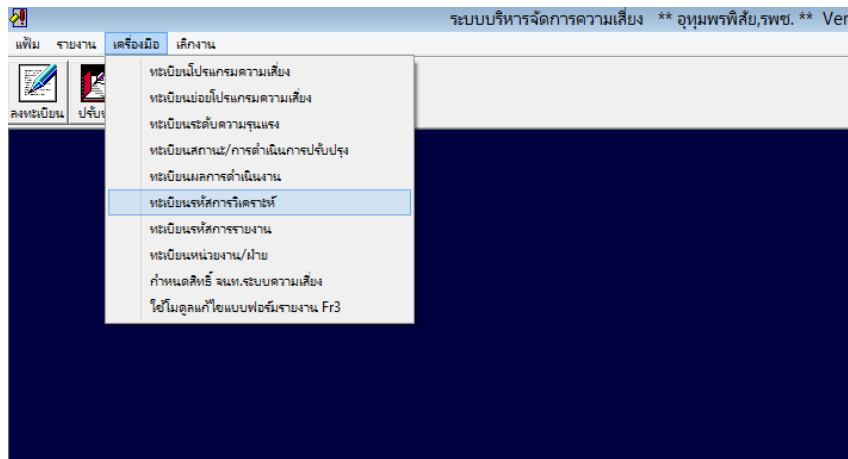 ระบบบริหารจัดการความเสี่ยง ** อุทุมพรพิสัย,รพช. ** Ver
แฟ้ม รายงาน เครื่องมือ เลิกงาน
ลงทะเบียน ปรับ
ทะเบียนโปรแกรมความเสี่ยง
ทะเบียนย่อยโปรแกรมความเสี่ยง
ทะเบียนระดับความรุนแรง
ทะเบียนสถานะ/การดำเนินการปรับปรุง
ทะเบียนผลการดำเนินงาน
ทะเบียนรหัสการวิเคราะห์
ทะเบียนรหัสการรายงาน
ทะเบียนหน่วยงาน/ฝ่าย
กำหนดสิทธิ์ จนท.ระบบความเสี่ยง
ใช้โมดูลแก้ไขแบบฟอร์มรายงาน Fr3